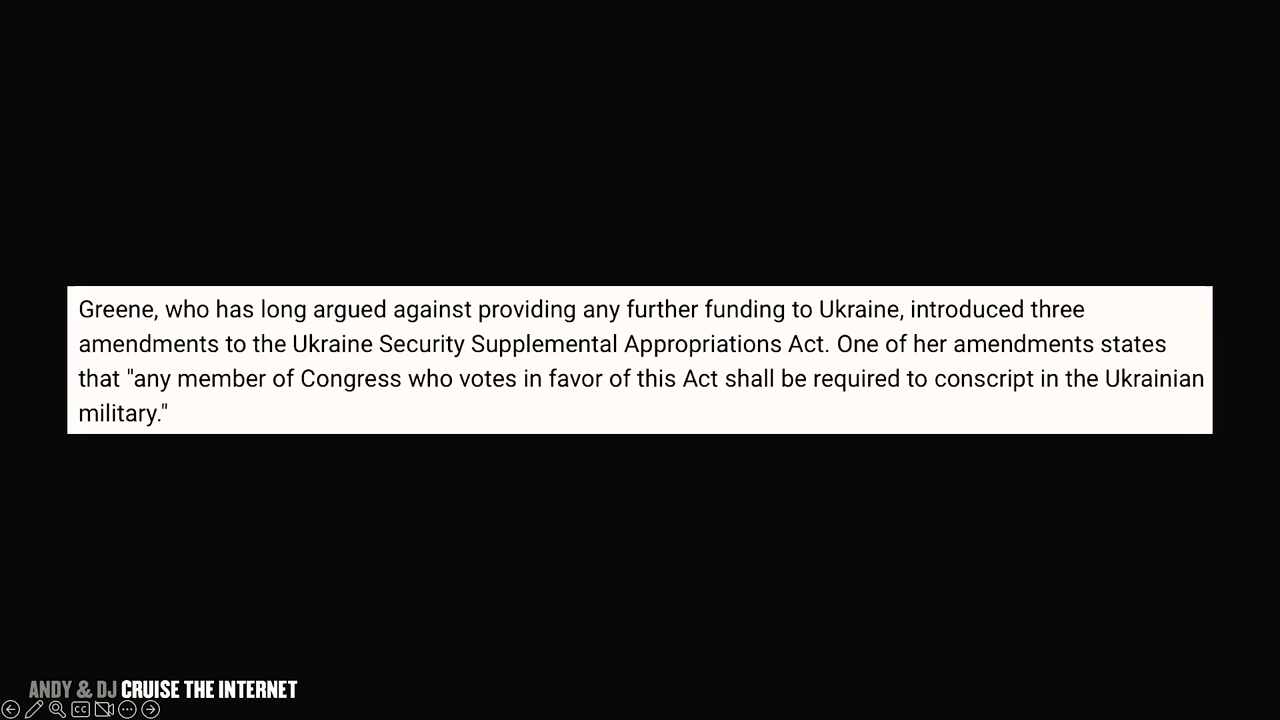 Greene, who has long argued against providing any further funding to Ukraine, introduced three
amendments to the Ukraine Security Supplemental Appropriations Act. One of her amendments states
that "any member of Congress who votes in favor of this Act shall be required to conscript in the Ukrainian
military."
ANDY & DJ CRUISE THE INTERNET
CC